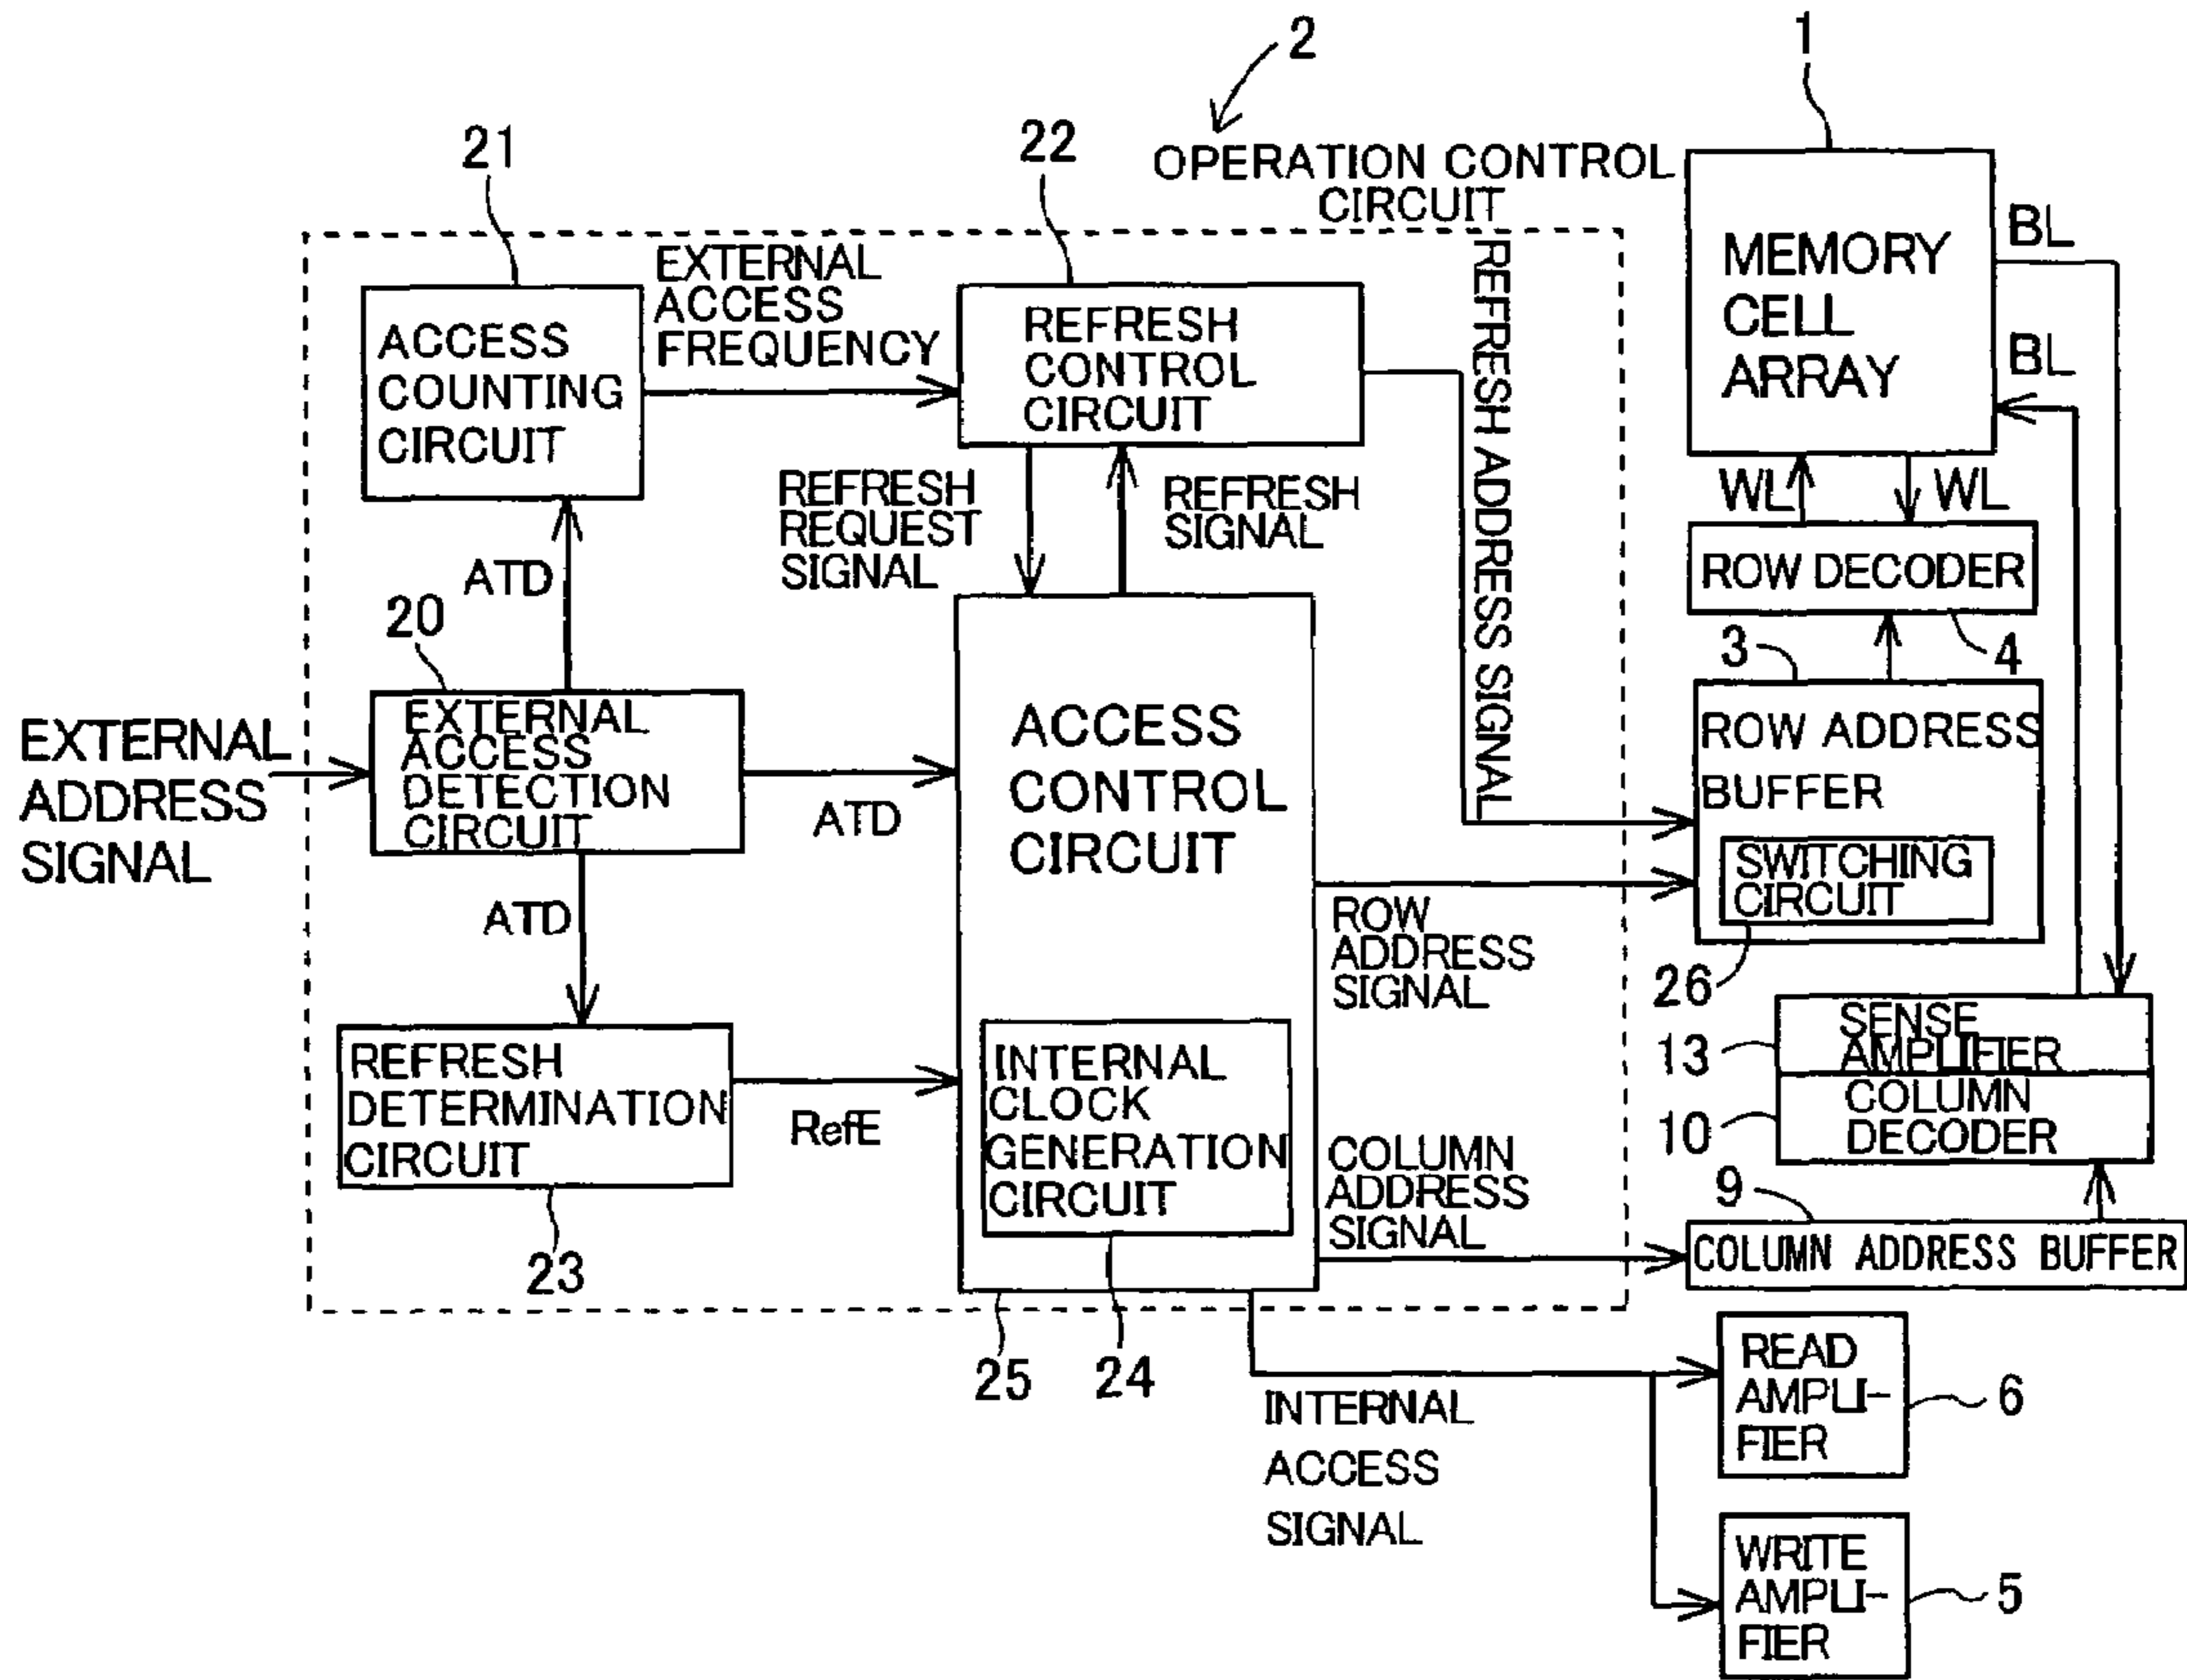 2
1
OPERATION CONTROL
CIRCUIT
21
22
ACCESS
COUNTING
CIRCUIT
EXTERNAL
ACCESS
FREQUENCY
REFRESH
CONTROL
CIRCUIT
REFRESH ADDRESS SIGNAL
MEMORY
CELL
ARRAY
BL
BL
WL
WL
REFRESH
REQUEST
SIGNAL
REFRESH
SIGNAL
ATD
ROW DECODER
20
3
4
EXTERNAL
ADDRESS
SIGNAL
EXTERNAL
ACCESS
DETECTION
CIRCUIT
ATD
ACCESS
CONTROL
CIRCUIT
ROW ADDRESS
BUFFER
SWITCHING
CIRCUIT
26
ATD
ROW
ADDRESS
SIGNAL
SENSE
AMPLIFIER
13
COLUMN
DECODER
10
REFRESH
DETERMINATION
CIRCUIT
RefE
23
INTERNAL
CLOCK
GENERATION
CIRCUIT
COLUMN
ADDRESS
SIGNAL
9
COLUMN ADDRESS BUFFER
25
24
INTERNAL
ACCESS
SIGNAL
READ
AMPLI-
FIER
6
WRITE
AMPLI-
FIER
5